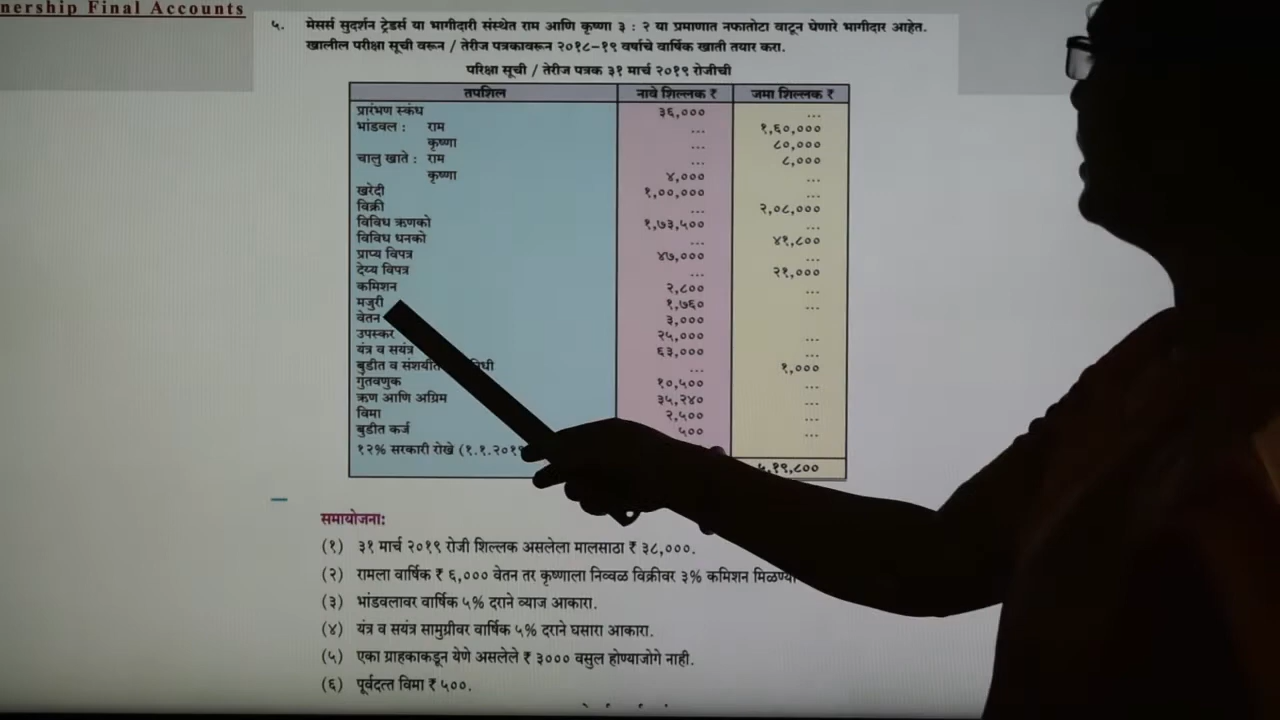 nership Final Accounts
५. मेसर्स सुदर्शन ट्रेडर्स या भागीदारी संस्थेत राम आणि कृष्णा ३ : २ या प्रमाणात नफातोटा वाटून घेणारे भागीदार आहेत.
खालील परीक्षा सूची वरून / तेरीज पत्रकावरून २०१८-१९ वर्षाचे वार्षिक खाती तयार करा.
परिक्षा सूची / तेरीज पत्रक ३१ मार्च २०१९ रोजीची
तपशिल नावे शिल्लक ₹ जमा शिल्लक ₹
प्रारंभण स्कंध ३६,००० ...
भांडवल : राम ... १,६०,०००
कृष्णा ... ८०,०००
चालु खाते : राम ... ८,०००
कृष्णा ४,००० ...
खरेदी १,००,००० ...
विक्री ... २,०८,०००
विविध ऋणको १,७३,५०० ...
विविध धनको ... ४१,८००
प्राप्य विपत्र ४७,००० ...
देय्य विपत्र ... २१,०००
कमिशन २,८०० ...
मजुरी १,७६० ...
वेतन ३,०००
उपस्कर २५,००० ...
यंत्र व सयंत्र ६३,००० ...
बुडीत व ... १,०००
गुंतवणुक १०,५०० ...
ऋण आणि अग्रिम ३५,२४० ...
विमा २,५०० ...
बुडीत कर्ज ५०० ...
१२% सरकारी रोखे
५,१९,८००
समायोजना:
(१) ३१ मार्च २०१९ रोजी शिल्लक असलेला मालसाठा ₹ ३८,०००.
(२) रामला वार्षिक ₹ ६,००० वेतन तर कृष्णाला निव्वळ विक्रीवर ३% कमिशन
(३) भांडवलावर वार्षिक ५% दराने व्याज आकारा.
(४) यंत्र व सयंत्र सामुग्रीवर वार्षिक ५% दराने घसारा आकारा.
(५) एका ग्राहकाकडून येणे असलेले ₹ ३००० वसुल होण्याजोगे नाही.
(६) पूर्वदत्त विमा ₹ ५००.